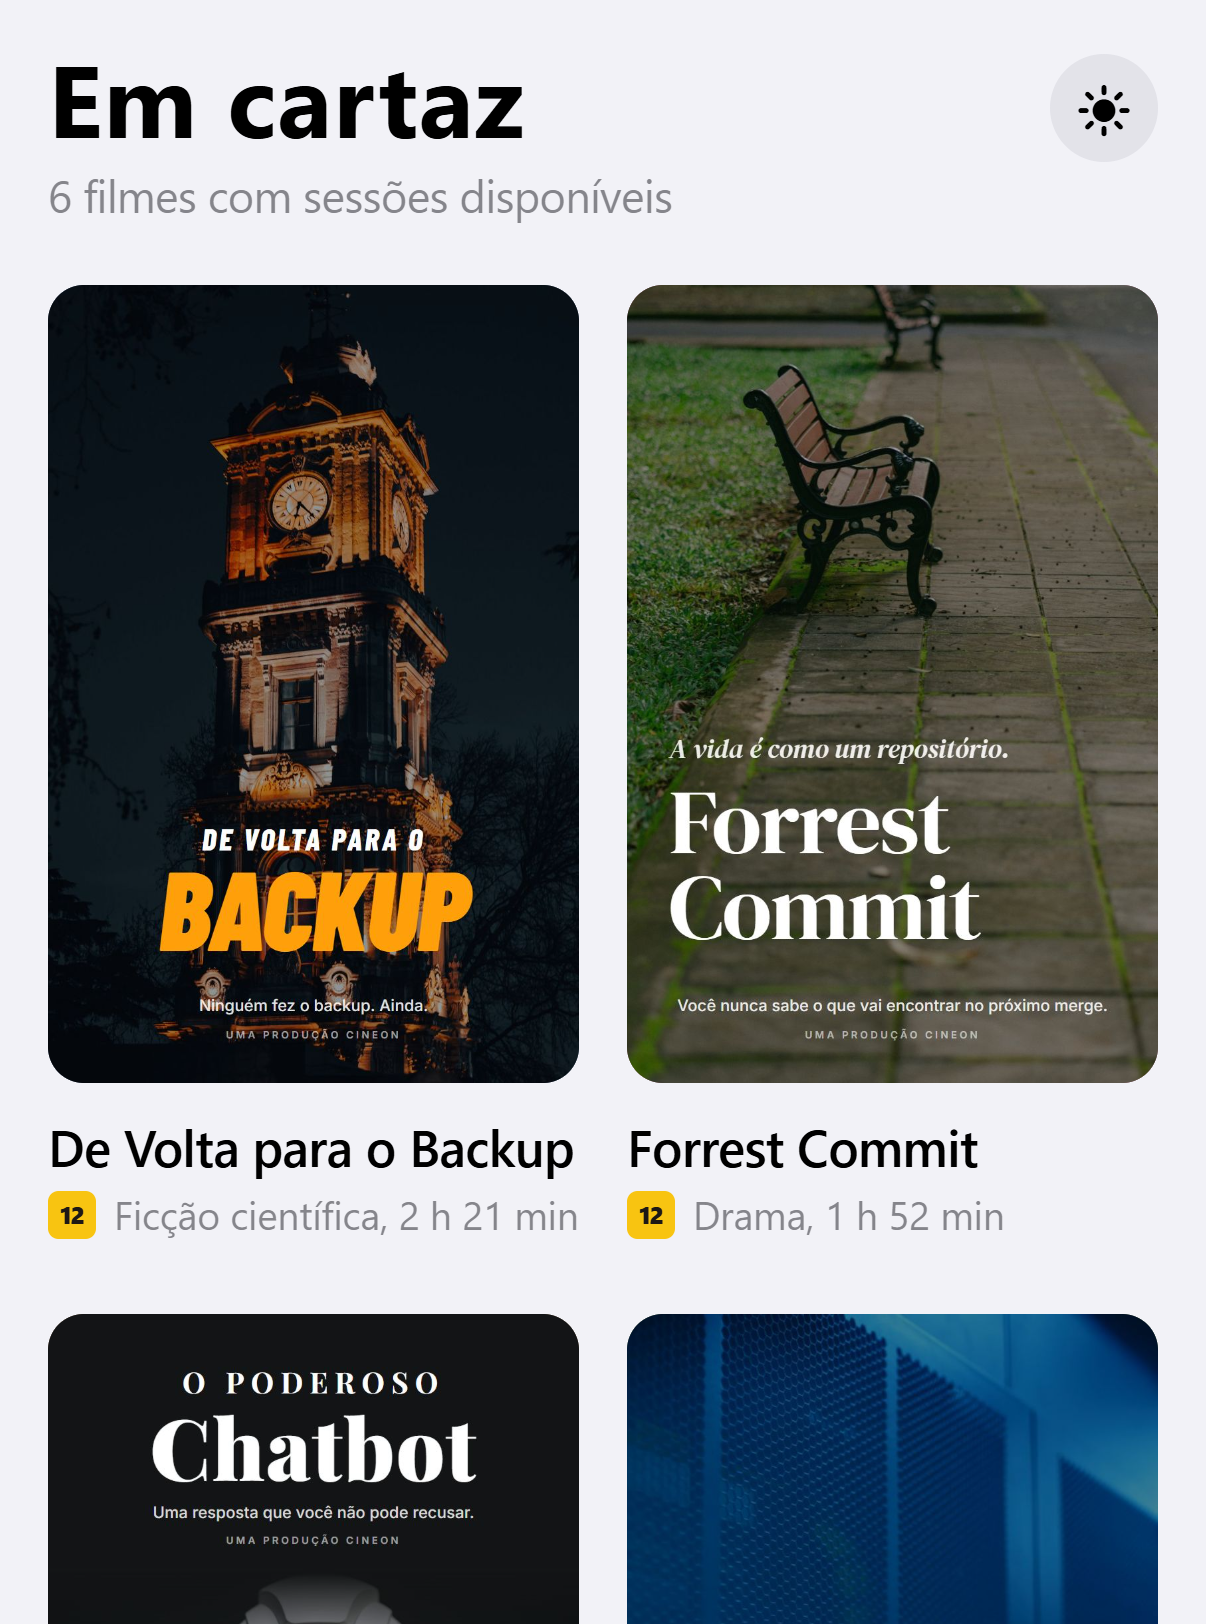 Em cartaz
6 filmes com sessões disponíveis
DE VOLTA PARA O
BACKUP
Ninguém fez o backup. Ainda.
UMA PRODUÇÃO CINEON
A vida é como um repositório.
Forrest
Commit
Você nunca sabe o que vai encontrar no próximo merge.
UMA PRODUÇÃO CINEON
De Volta para o Backup
12 Ficção científica, 2 h 21 min
Forrest Commit
12 Drama, 1 h 52 min
O PODEROSO
Chatbot
Uma resposta que você não pode recusar.
UMA PRODUÇÃO CINEON